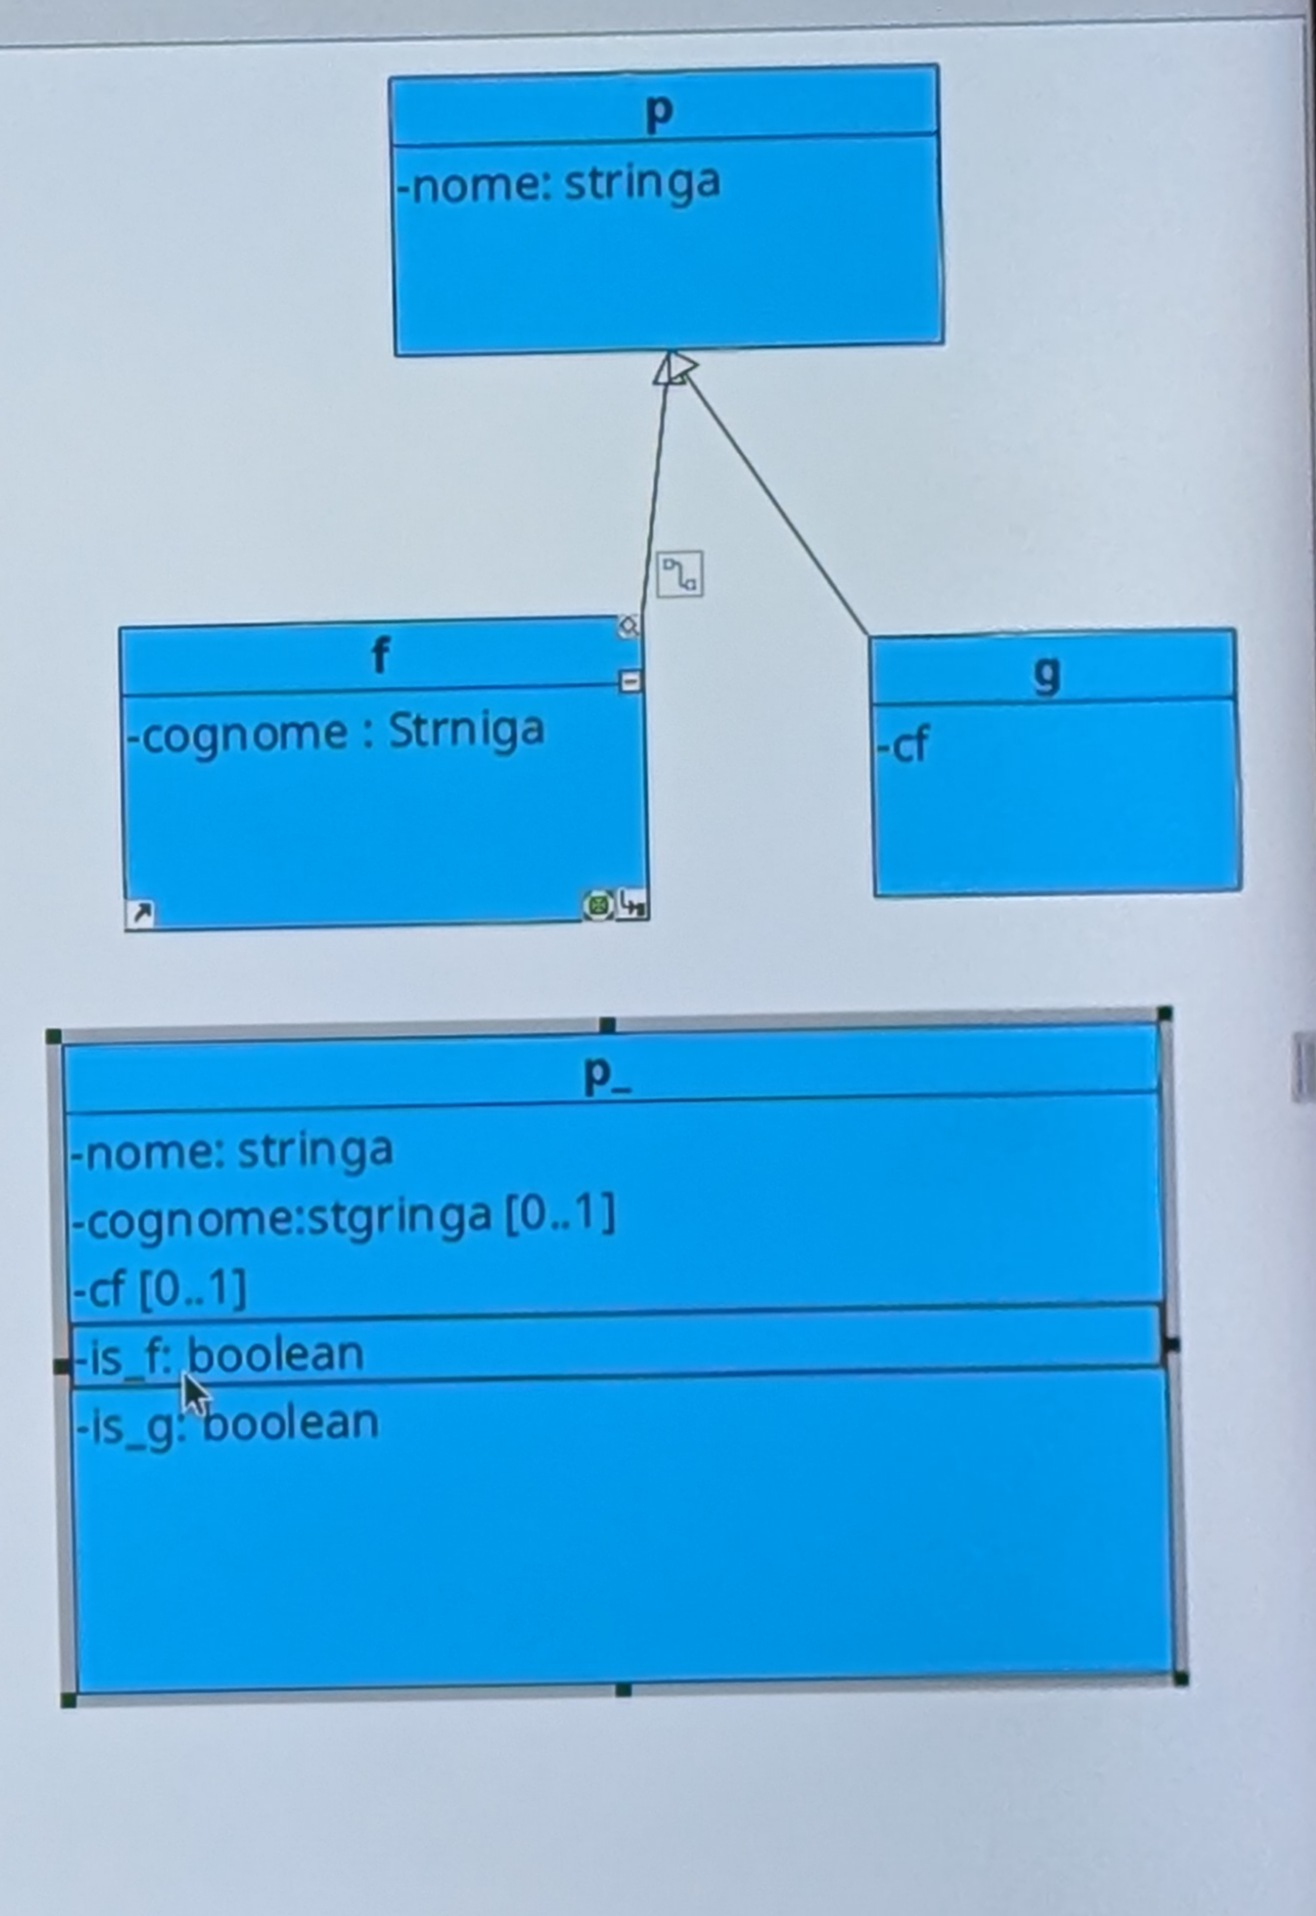 p
-nome: stringa
f
-cognome : Strniga
g
-cf
p_
-nome: stringa
-cognome:stgringa [0..1]
-cf [0..1]
-is_f: boolean
-is_g: boolean